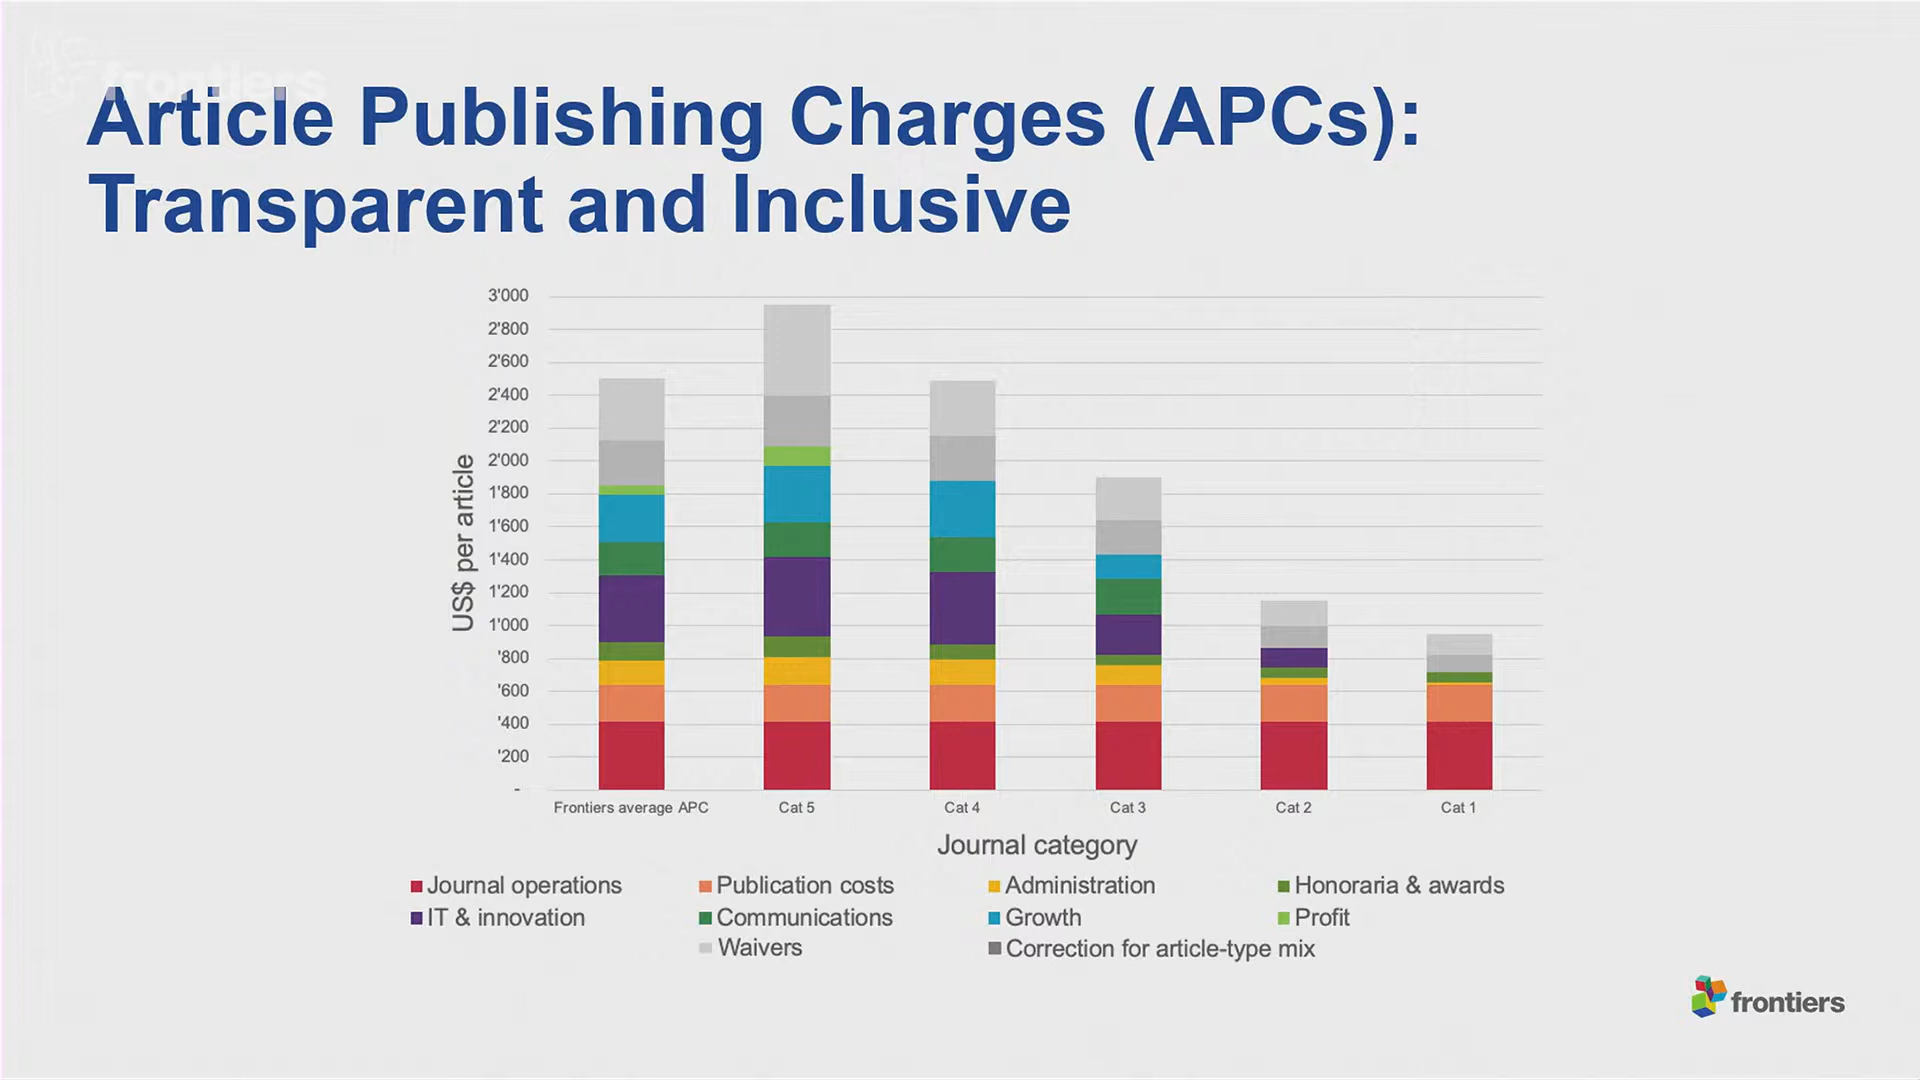 frontiers
Article Publishing Charges (APCs):
Transparent and Inclusive
3'000
2'800
2'600
2'400
2'200
2'000
1'800
1'600
1'400
1'200
1'000
'800
'600
'400
'200
-
US$ per article
Frontiers average APC Cat 5 Cat 4 Cat 3 Cat 2 Cat 1
Journal category
Journal operations Publication costs Administration Honoraria & awards
IT & innovation Communications Growth Profit
Waivers Correction for article-type mix
frontiers